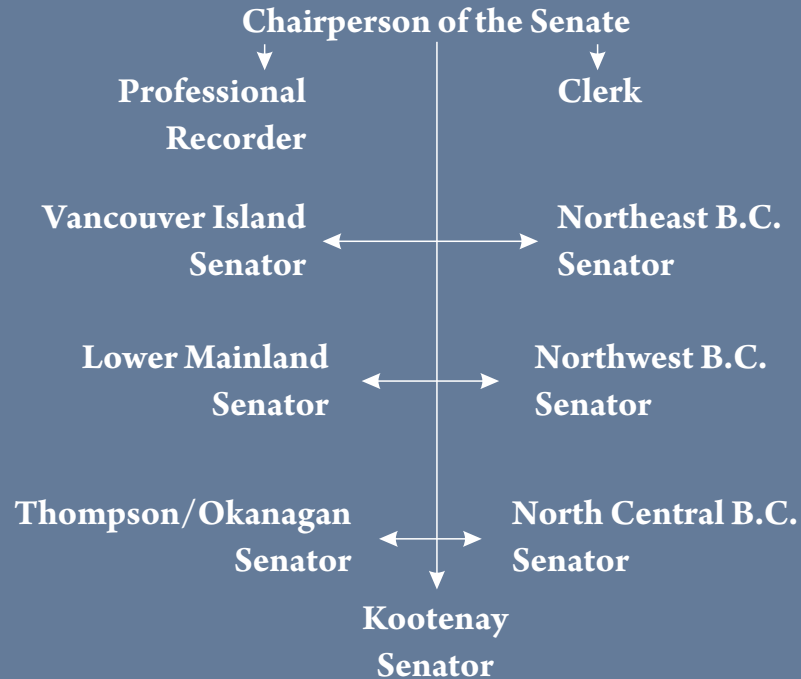 Chairperson of the Senate
Professional
Recorder
Clerk
Vancouver Island
Senator
Northeast B.C.
Senator
Lower Mainland
Senator
Northwest B.C.
Senator
Thompson/Okanagan
Senator
North Central B.C.
Senator
Kootenay
Senator